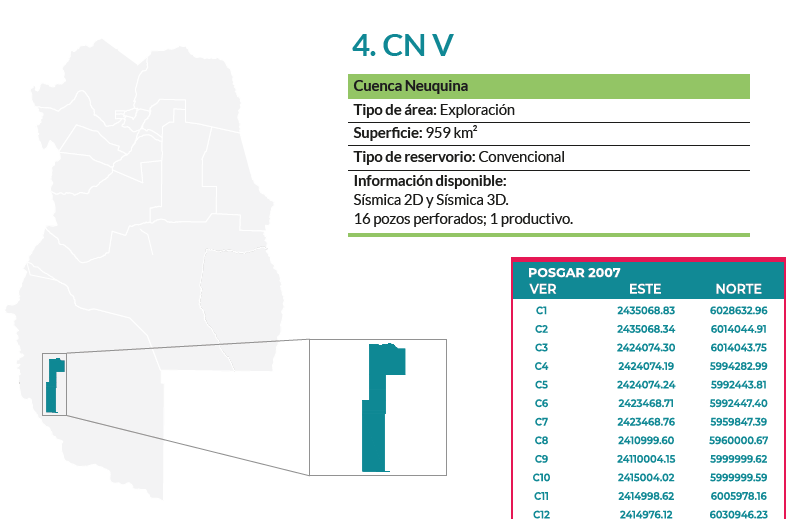 4. CN V
Cuenca Neuquina
Tipo de área: Exploración
Superficie: 959 km²
Tipo de reservorio: Convencional
Información disponible:
Sísmica 2D y Sísmica 3D.
16 pozos perforados; 1 productivo.
POSGAR 2007
VER ESTE NORTE
C1 2435068.83 6028632.96
C2 2435068.34 6014044.91
C3 2424074.30 6014043.75
C4 2424074.19 5994282.99
C5 2424074.24 5992443.81
C6 2423468.71 5992447.40
C7 2423468.76 5959847.39
C8 2410999.60 5960000.67
C9 24110004.15 5999999.62
C10 2415004.02 5999999.59
C11 2414998.62 6005978.16
C12 2414976.12 6030946.23